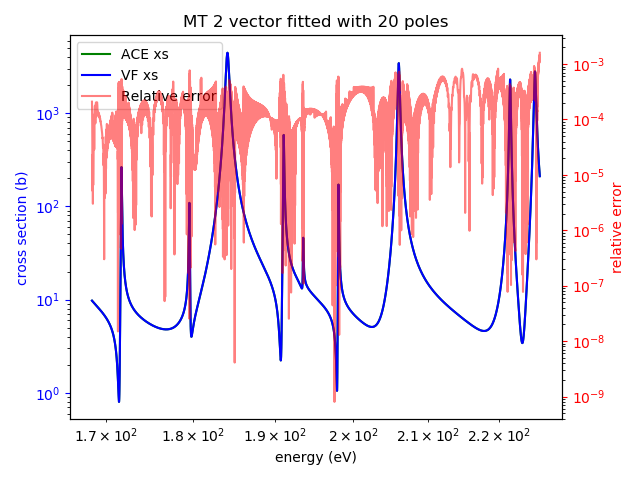 MT 2 vector fitted with 20 poles
ACE xs
VF xs
Relative error
cross section (b)
10³
10²
10¹
10⁰
10⁻³
10⁻⁴
10⁻⁵
10⁻⁶
10⁻⁷
10⁻⁸
10⁻⁹
relative error
1.7 × 10² 1.8 × 10² 1.9 × 10² 2 × 10² 2.1 × 10² 2.2 × 10²
energy (eV)